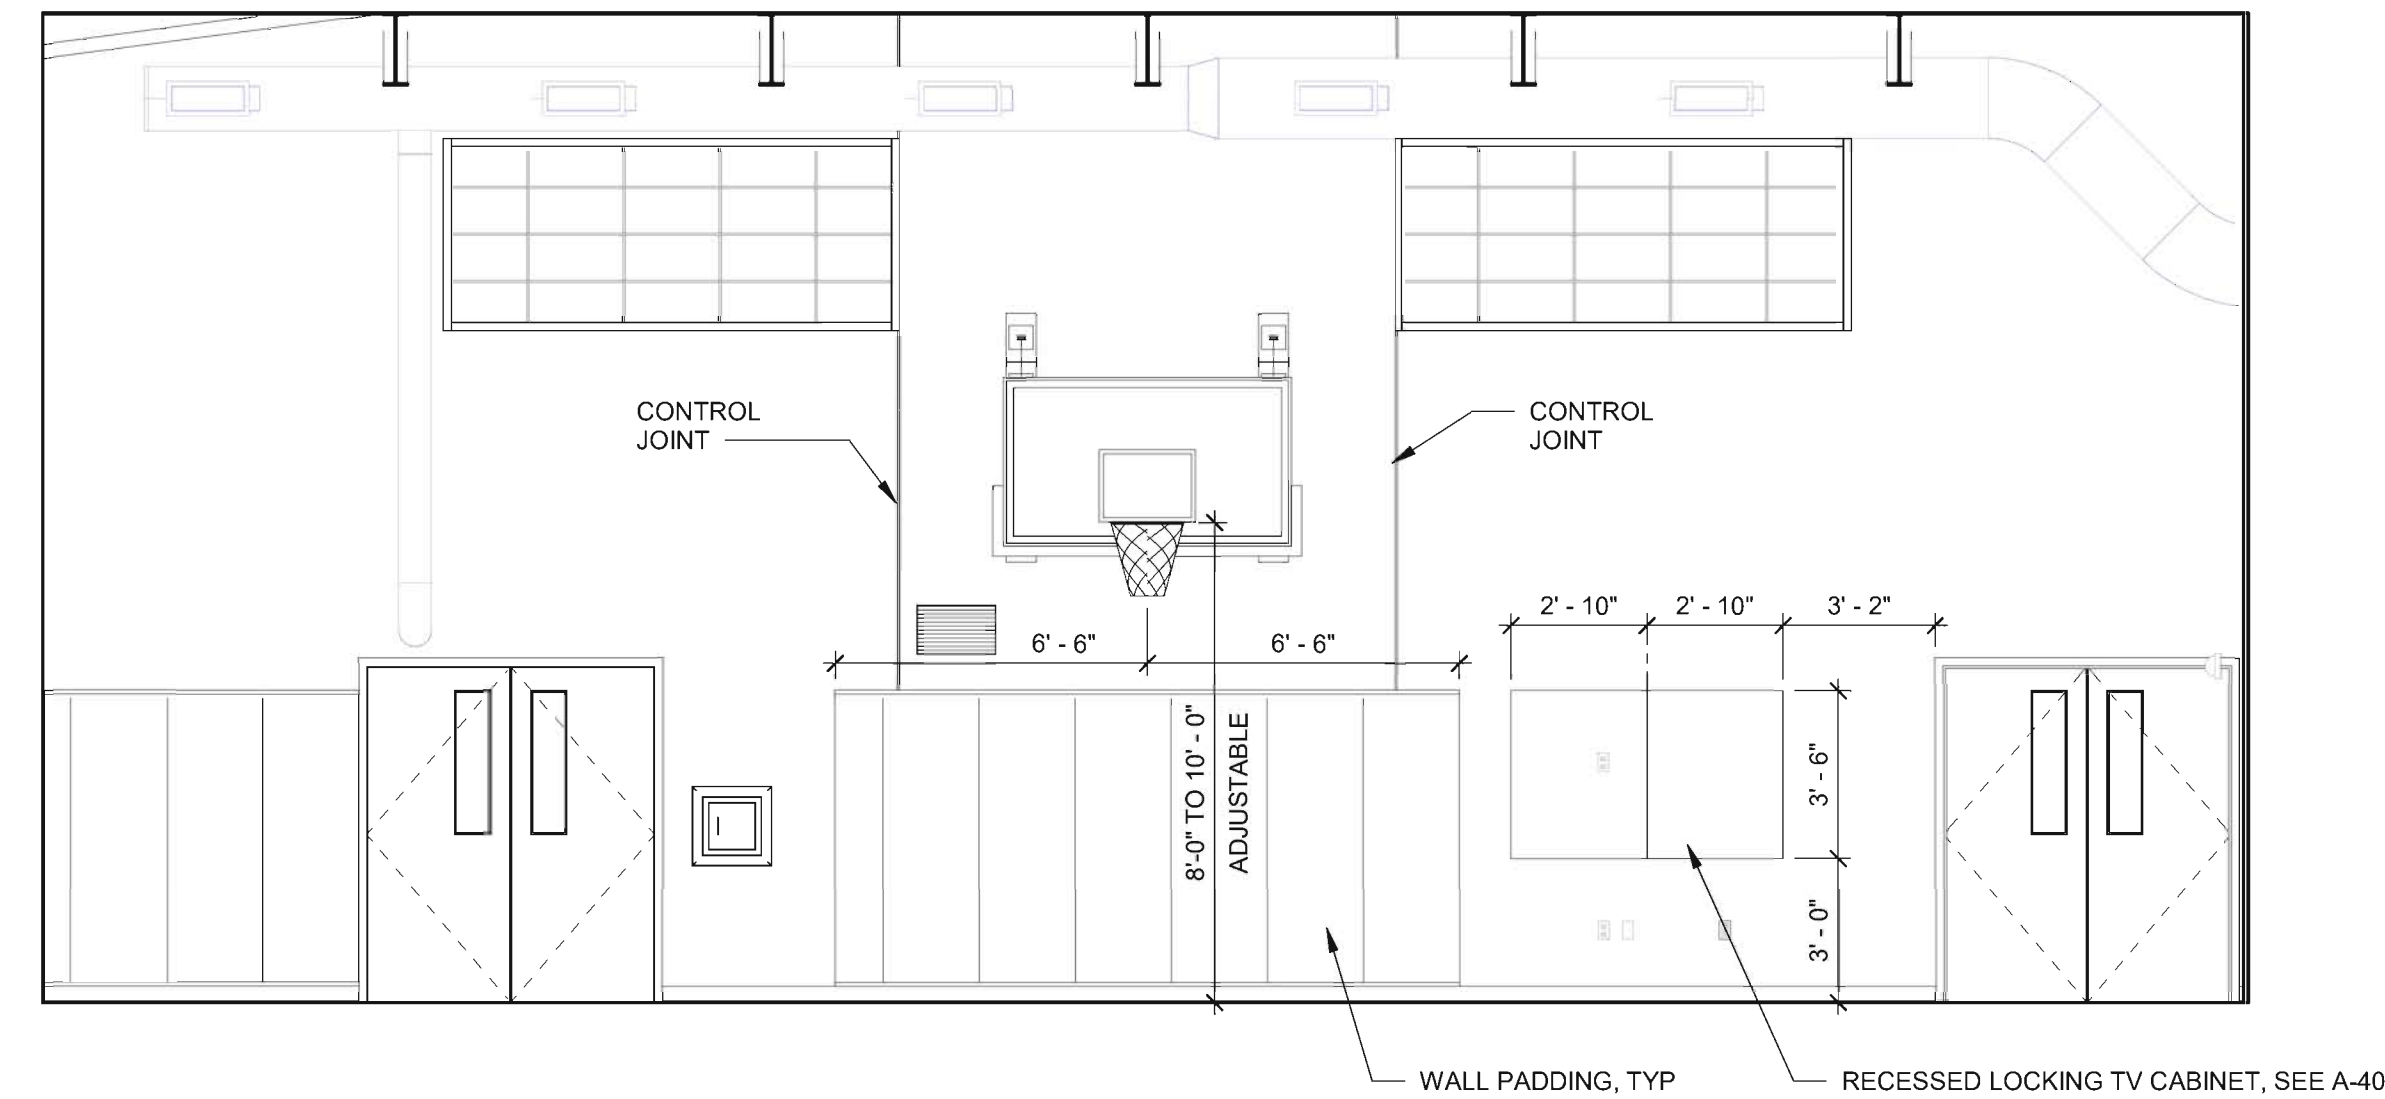 CONTROL
JOINT
CONTROL
JOINT
2' - 10"
2' - 10"
3' - 2"
6' - 6"
6' - 6"
8'-0" TO 10' - 0"
ADJUSTABLE
3' - 6"
3' - 0"
WALL PADDING, TYP
RECESSED LOCKING TV CABINET, SEE A-40